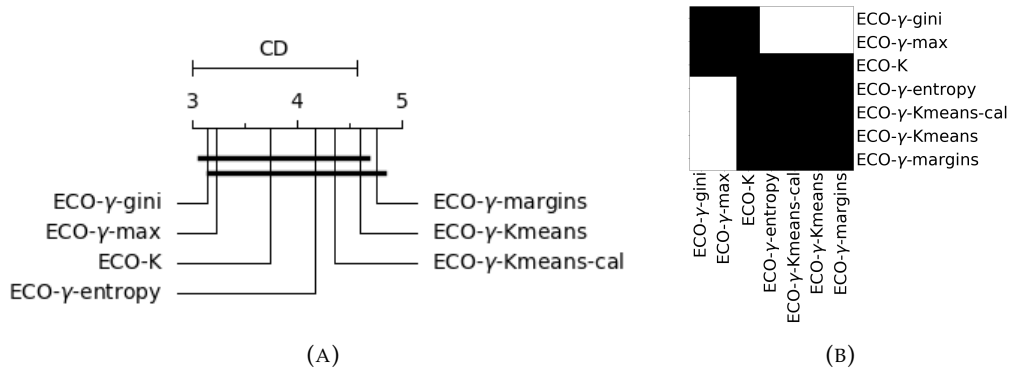 CD
3 4 5
ECO-γ-gini
ECO-γ-max
ECO-K
ECO-γ-entropy
ECO-γ-margins
ECO-γ-Kmeans
ECO-γ-Kmeans-cal
(A)
ECO-γ-gini
ECO-γ-max
ECO-K
ECO-γ-entropy
ECO-γ-Kmeans-cal
ECO-γ-Kmeans
ECO-γ-margins
ECO-γ-gini
ECO-γ-max
ECO-K
ECO-γ-entropy
ECO-γ-Kmeans-cal
ECO-γ-Kmeans
ECO-γ-margins
(B)